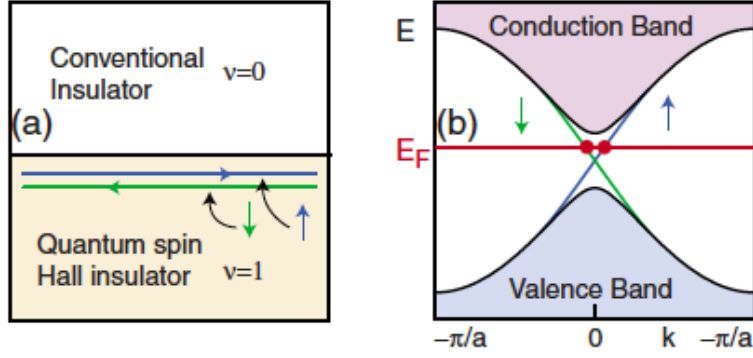 Conventional
Insulator ν=0
(a)
Quantum spin
Hall insulator ν=1
E
Conduction Band
(b)
E_F
Valence Band
−π/a 0 k −π/a